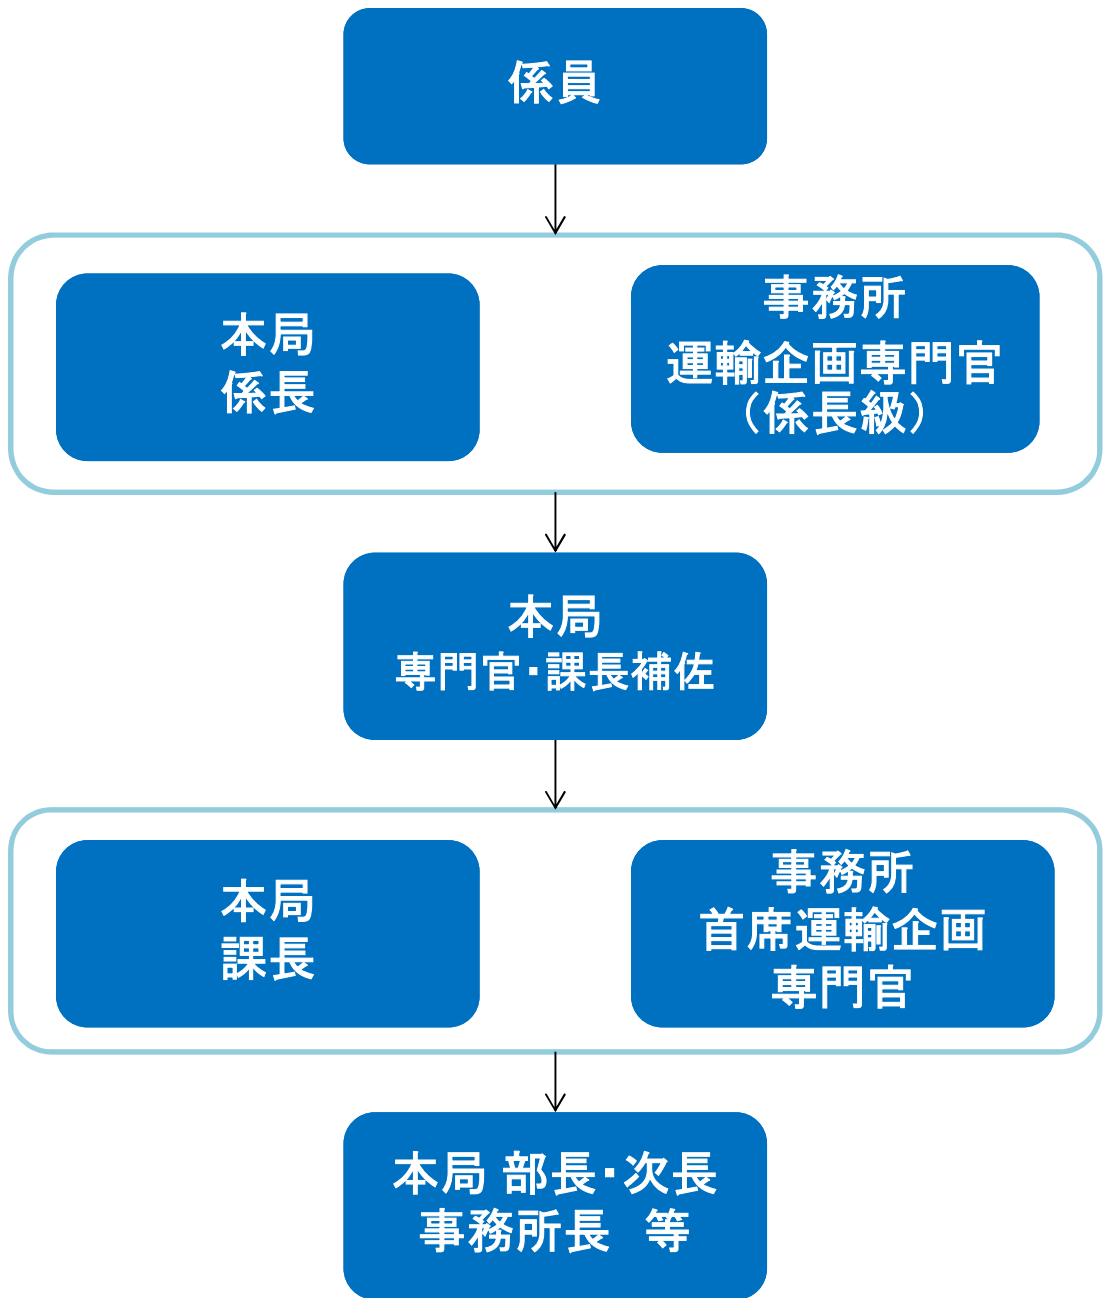 係員
本局
係長
事務所
運輸企画専門官
（係長級）
本局
専門官・課長補佐
本局
課長
事務所
首席運輸企画
専門官
本局 部長・次長
事務所長　等